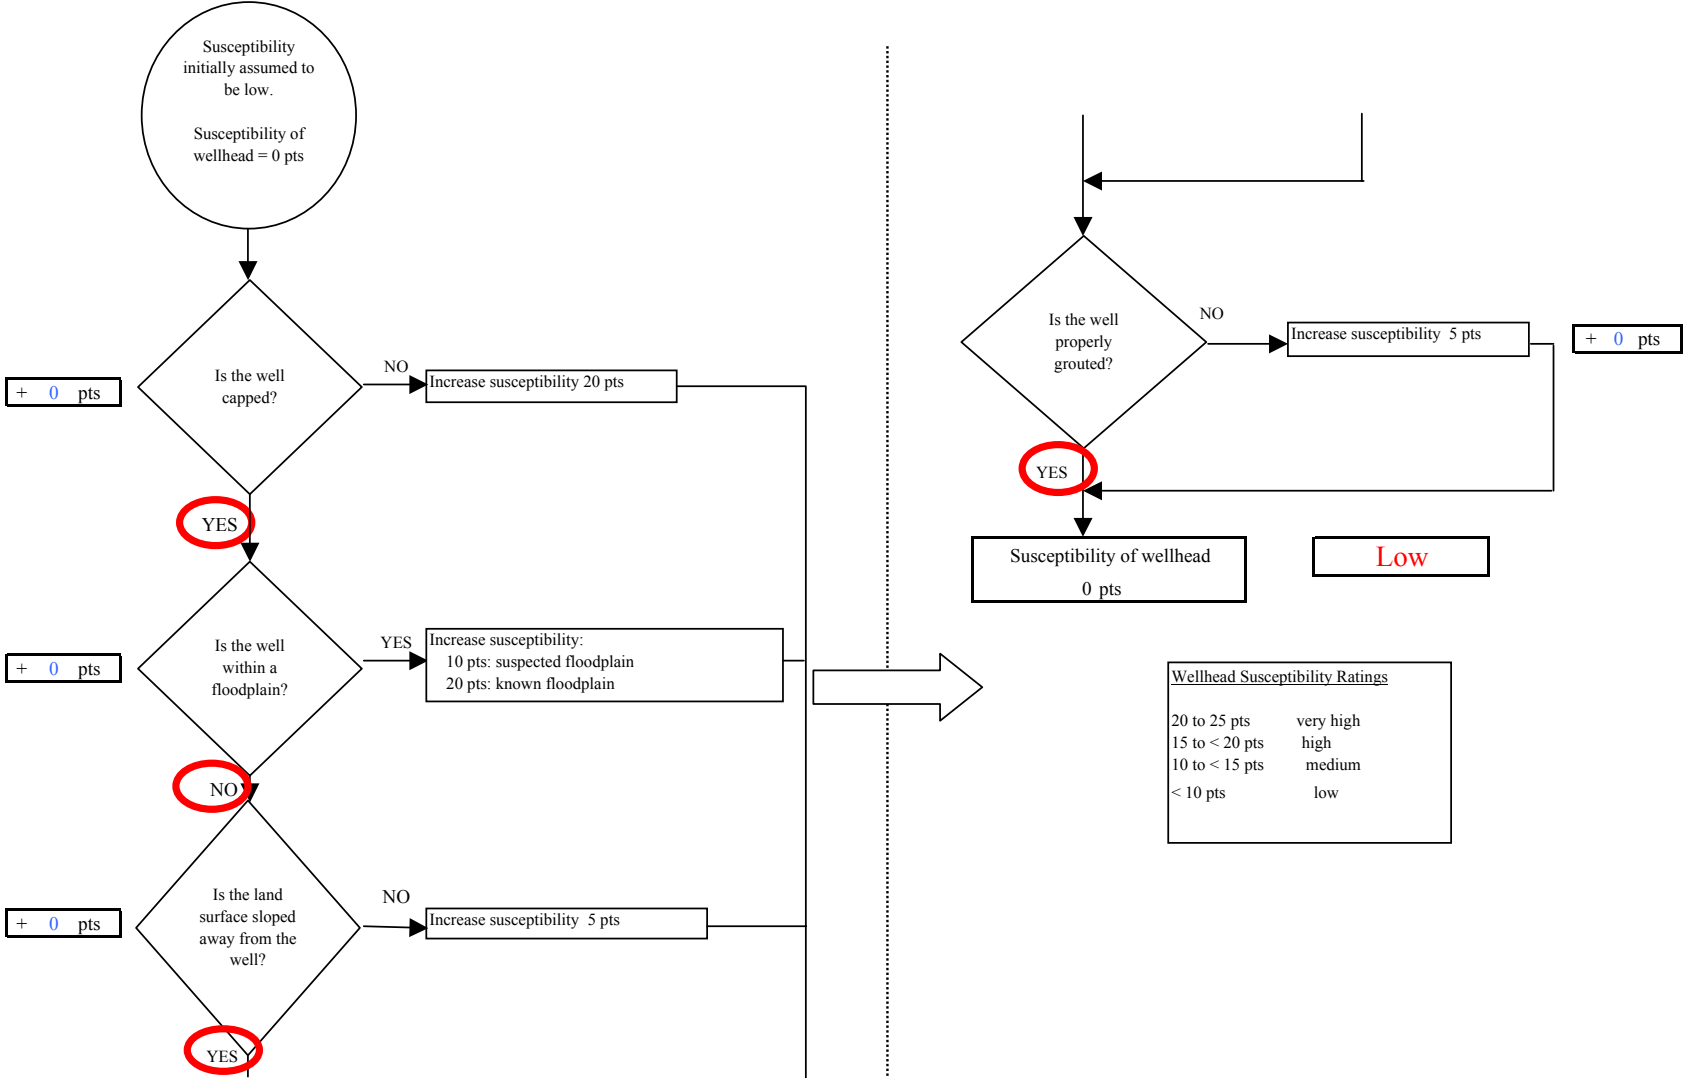 Susceptibility
initially assumed to
be low.
Susceptibility of
wellhead = 0 pts
Is the well
capped?
NO
Increase susceptibility 20 pts
+ 0 pts
YES
Is the well
within a
floodplain?
YES
Increase susceptibility:
10 pts: suspected floodplain
20 pts: known floodplain
+ 0 pts
NO
Is the land
surface sloped
away from the
well?
NO
Increase susceptibility 5 pts
+ 0 pts
YES
Is the well
properly
grouted?
NO
Increase susceptibility 5 pts
+ 0 pts
YES
Susceptibility of wellhead
0 pts
Low
Wellhead Susceptibility Ratings
20 to 25 pts very high
15 to < 20 pts high
10 to < 15 pts medium
< 10 pts low